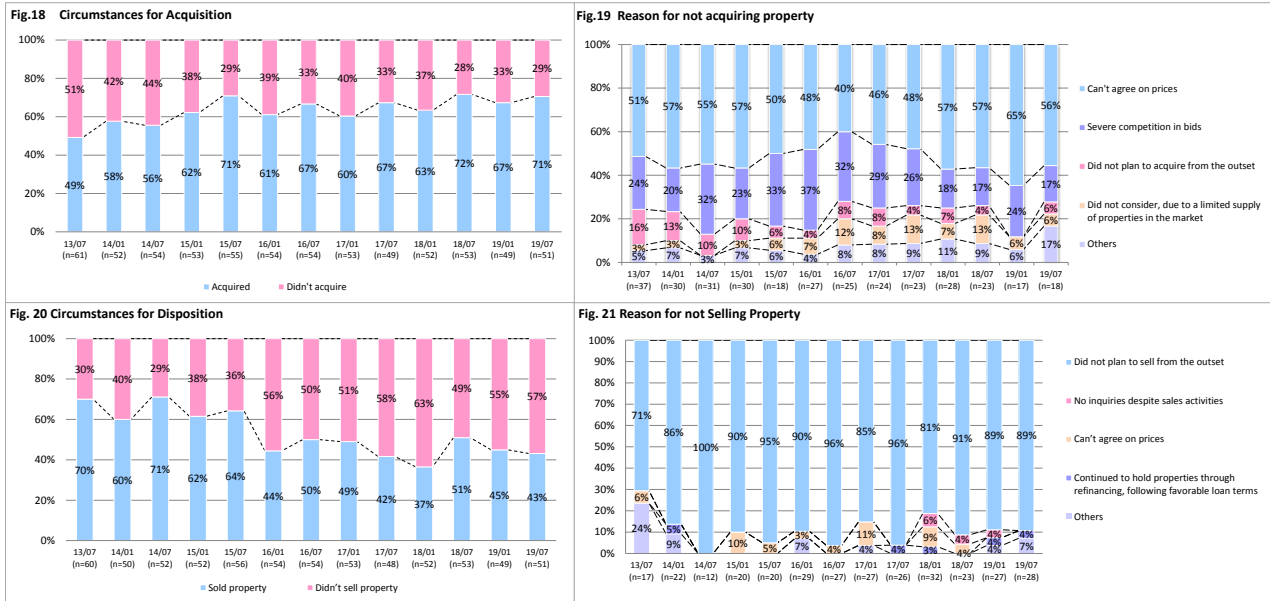 Fig.18 Circumstances for Acquisition
100%
80%
60%
40%
20%
0%
51% 42% 44% 38% 29% 39% 33% 40% 33% 37% 28% 33% 29%
49% 58% 56% 62% 71% 61% 67% 60% 67% 63% 72% 67% 71%
13/07 14/01 14/07 15/01 15/07 16/01 16/07 17/01 17/07 18/01 18/07 19/01 19/07
(n=61) (n=52) (n=54) (n=53) (n=55) (n=54) (n=54) (n=53) (n=49) (n=52) (n=53) (n=49) (n=51)
Acquired Didn't acquire
Fig.19 Reason for not acquiring property
100%
80%
60%
40%
20%
0%
51% 57% 55% 57% 50% 48% 40% 46% 48% 57% 57% 65% 56%
24% 20% 32% 23% 33% 37% 32% 29% 26% 18% 17% 24% 17%
16% 13% 10% 10% 6% 4% 8% 8% 4% 7% 4% 6%
3% 3% 3% 3% 6% 7% 12% 8% 13% 7% 13% 6% 6%
5% 7% 7% 6% 4% 8% 8% 9% 11% 9% 6% 17%
13/07 14/01 14/07 15/01 15/07 16/01 16/07 17/01 17/07 18/01 18/07 19/01 19/07
(n=37) (n=30) (n=31) (n=30) (n=18) (n=27) (n=25) (n=24) (n=23) (n=28) (n=23) (n=17) (n=18)
Can't agree on prices
Severe competition in bids
Did not plan to acquire from the outset
Did not consider, due to a limited supply
of properties in the market
Others
Fig. 20 Circumstances for Disposition
100%
80%
60%
40%
20%
0%
30% 40% 29% 38% 36% 56% 50% 51% 58% 63% 49% 55% 57%
70% 60% 71% 62% 64% 44% 50% 49% 42% 37% 51% 45% 43%
13/07 14/01 14/07 15/01 15/07 16/01 16/07 17/01 17/07 18/01 18/07 19/01 19/07
(n=60) (n=50) (n=52) (n=52) (n=56) (n=54) (n=54) (n=53) (n=48) (n=52) (n=53) (n=49) (n=51)
Sold property Didn't sell property
Fig. 21 Reason for not Selling Property
100%
90%
80%
70%
60%
50%
40%
30%
20%
10%
0%
71% 86% 100% 90% 95% 90% 96% 85% 96% 81% 91% 89% 89%
6% 4% 4%
6% 10% 5% 3% 4% 11% 9% 4%
5% 4% 4% 3% 4% 4%
24% 9% 7% 4% 7%
13/07 14/01 14/07 15/01 15/07 16/01 16/07 17/01 17/07 18/01 18/07 19/01 19/07
(n=17) (n=22) (n=12) (n=20) (n=20) (n=29) (n=27) (n=27) (n=26) (n=32) (n=23) (n=27) (n=28)
Did not plan to sell from the outset
No inquiries despite sales activities
Can't agree on prices
Continued to hold properties through
refinancing, following favorable loan terms
Others